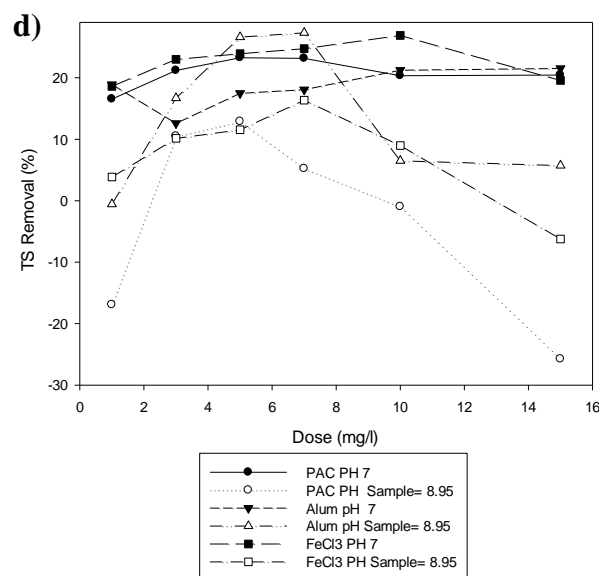 d)
TS Removal (%)
20
10
0
-10
-20
-30
0 2 4 6 8 10 12 14 16
Dose (mg/l)
PAC PH 7
PAC PH Sample= 8.95
Alum pH 7
Alum pH Sample= 8.95
FeCl3 PH 7
FeCl3 PH Sample= 8.95